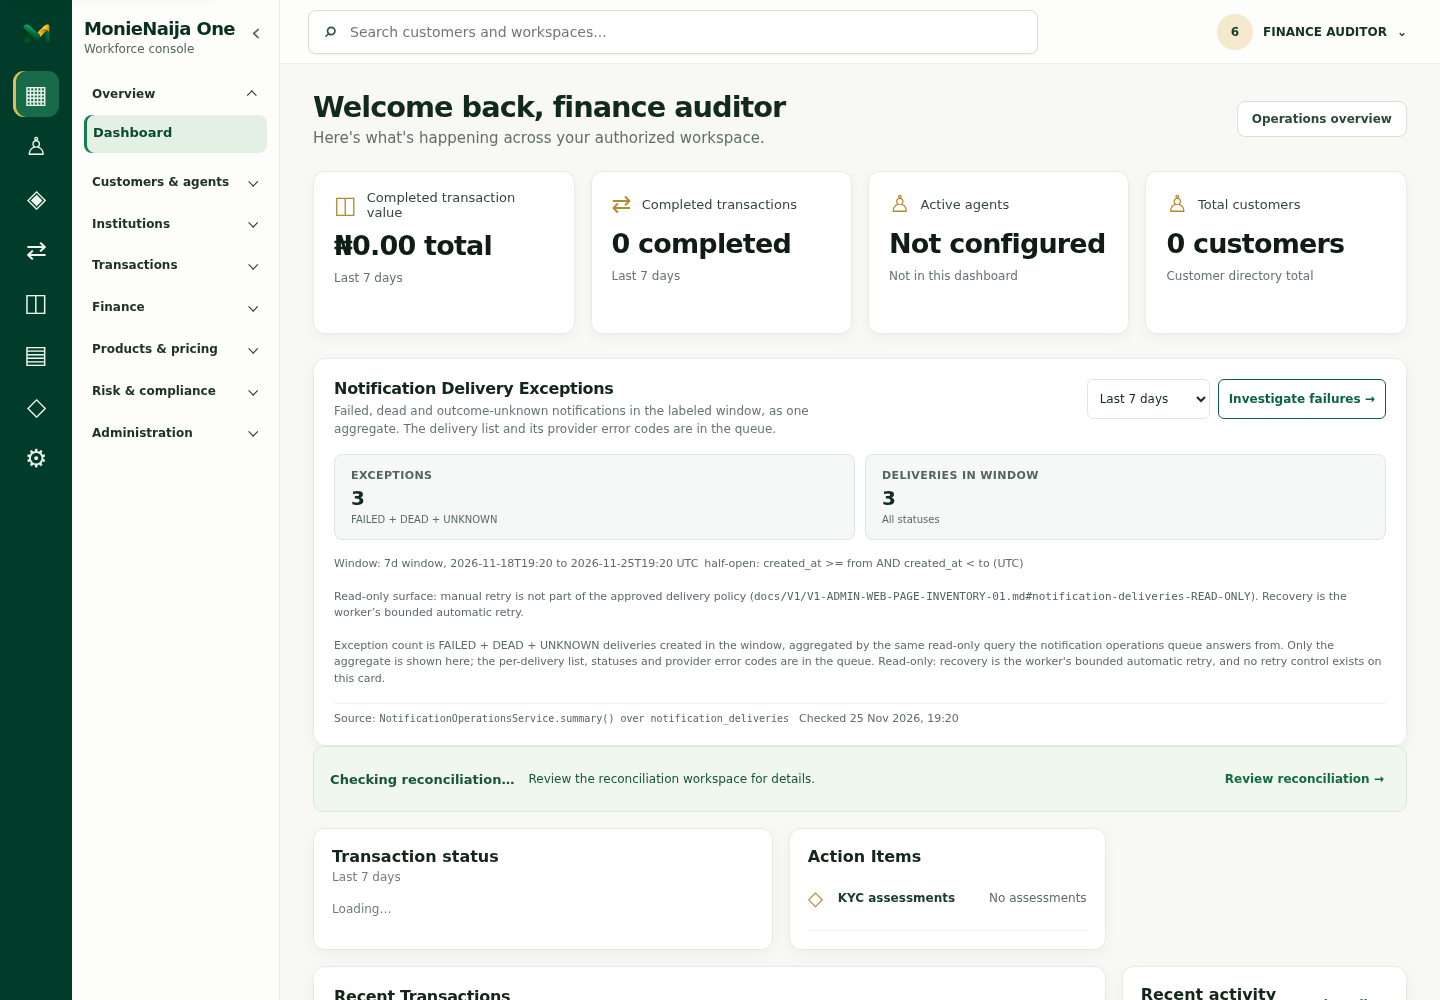 MonieNaija One
Workforce console
Search customers and workspaces...
6
FINANCE AUDITOR
Overview
Dashboard
Customers & agents
Institutions
Transactions
Finance
Products & pricing
Risk & compliance
Administration
Welcome back, finance auditor
Here's what's happening across your authorized workspace.
Operations overview
Completed transaction
value
₦0.00 total
Last 7 days
Completed transactions
0 completed
Last 7 days
Active agents
Not configured
Not in this dashboard
Total customers
0 customers
Customer directory total
Notification Delivery Exceptions
Failed, dead and outcome-unknown notifications in the labeled window, as one
aggregate. The delivery list and its provider error codes are in the queue.
Last 7 days
Investigate failures →
EXCEPTIONS
3
FAILED + DEAD + UNKNOWN
DELIVERIES IN WINDOW
3
All statuses
Window: 7d window, 2026-11-18T19:20 to 2026-11-25T19:20 UTC half-open: created_at >= from AND created_at < to (UTC)
Read-only surface: manual retry is not part of the approved delivery policy (docs/V1/V1-ADMIN-WEB-PAGE-INVENTORY-01.md#notification-deliveries-READ-ONLY). Recovery is the
worker's bounded automatic retry.
Exception count is FAILED + DEAD + UNKNOWN deliveries created in the window, aggregated by the same read-only query the notification operations queue answers from. Only the
aggregate is shown here; the per-delivery list, statuses and provider error codes are in the queue. Read-only: recovery is the worker's bounded automatic retry, and no retry control exists on
this card.
Source: NotificationOperationsService.summary() over notification_deliveries Checked 25 Nov 2026, 19:20
Checking reconciliation... Review the reconciliation workspace for details.
Review reconciliation →
Transaction status
Last 7 days
Loading...
Action Items
KYC assessments
No assessments
Recent Transactions
Recent activity